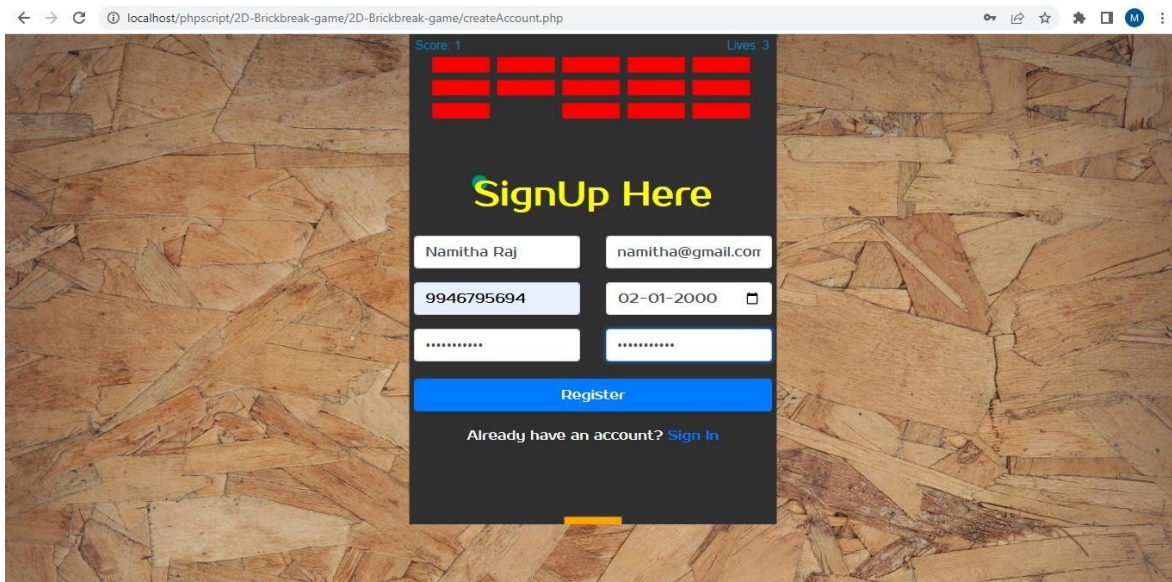 localhost/phpscript/2D-Brickbreak-game/2D-Brickbreak-game/createAccount.php
M
Score: 1 Lives: 3
SignUp Here
Namitha Raj namitha@gmail.com
9946795694 02-01-2000
••••••••••• •••••••••••
Register
Already have an account? Sign In